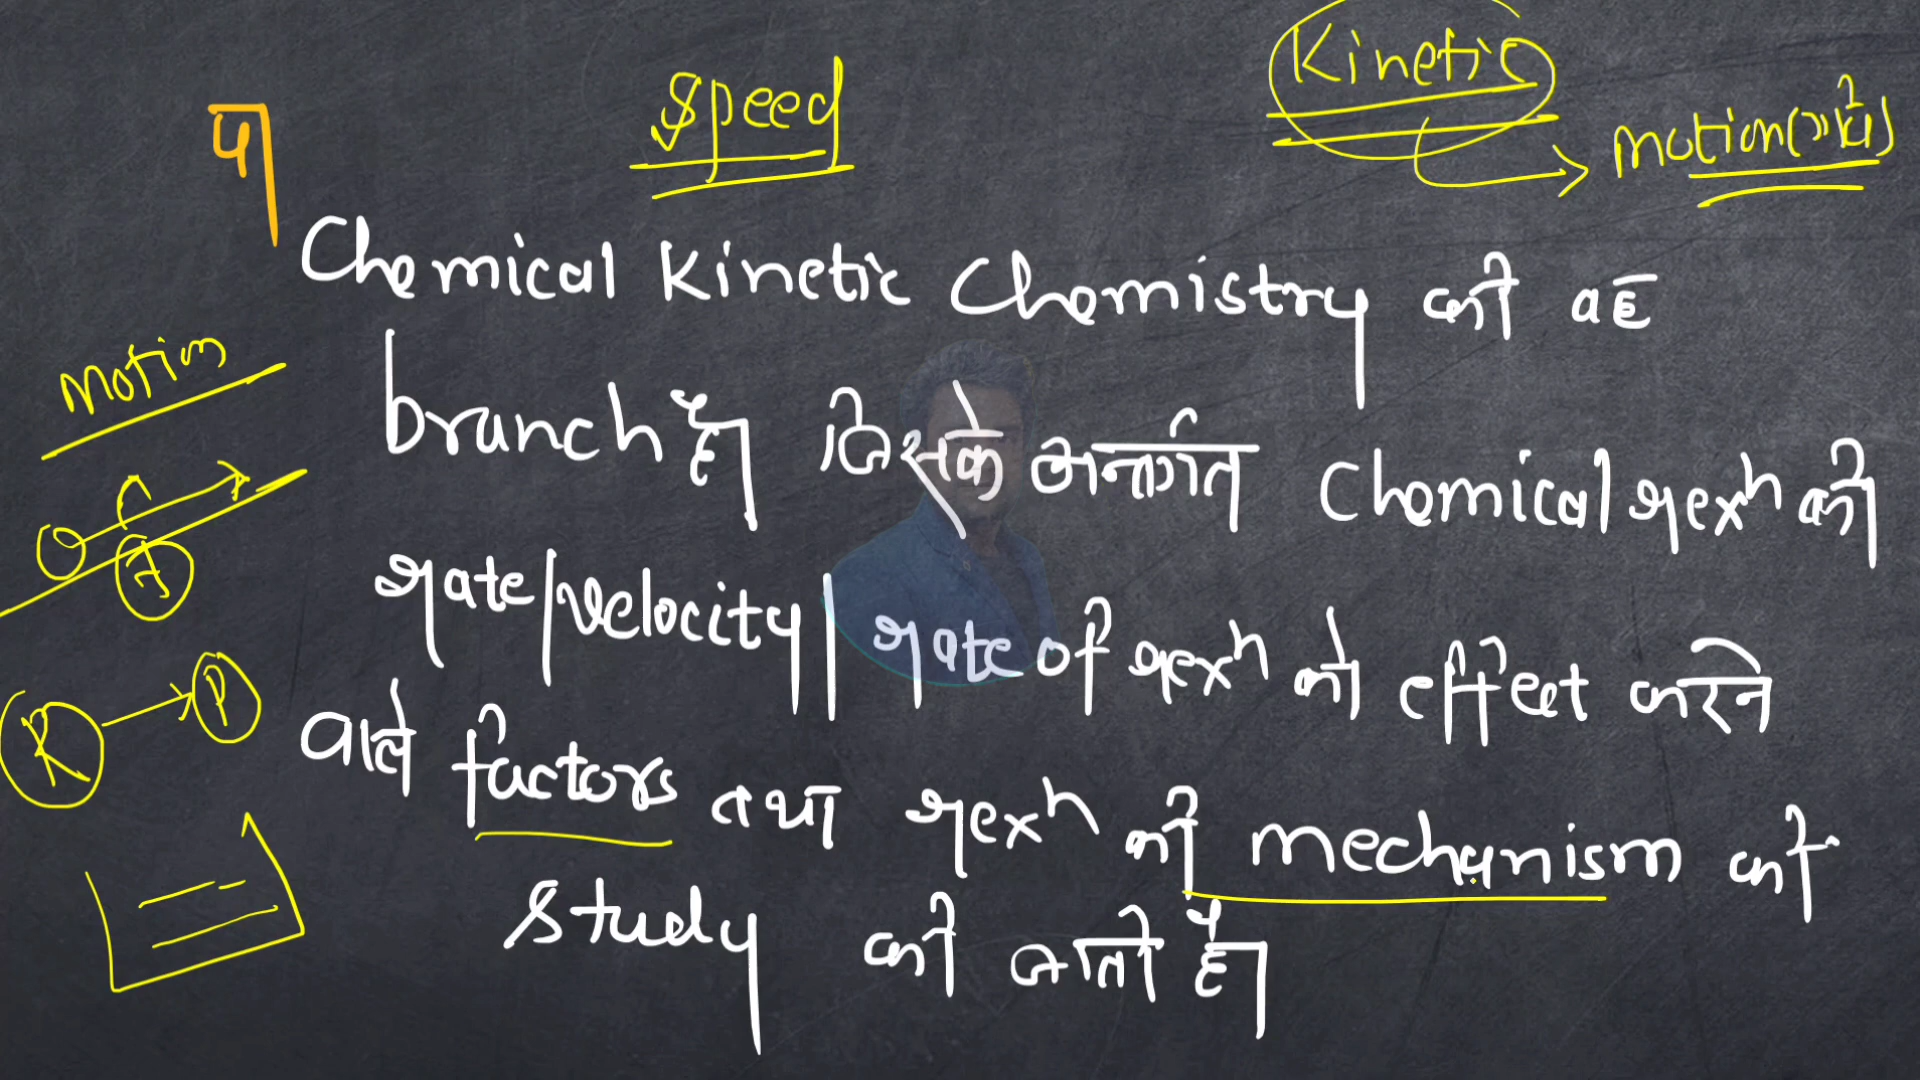 Kinetic
speed
motion(गति)
Chemical Kinetic Chemistry की वह
motion
branch है। जिसके अन्तर्गत Chemical rexⁿ की
rate/velocity| rate of rexⁿ को effect करने
R → P
वाले factors तथा rexⁿ की mechanism की
study की जाती है।